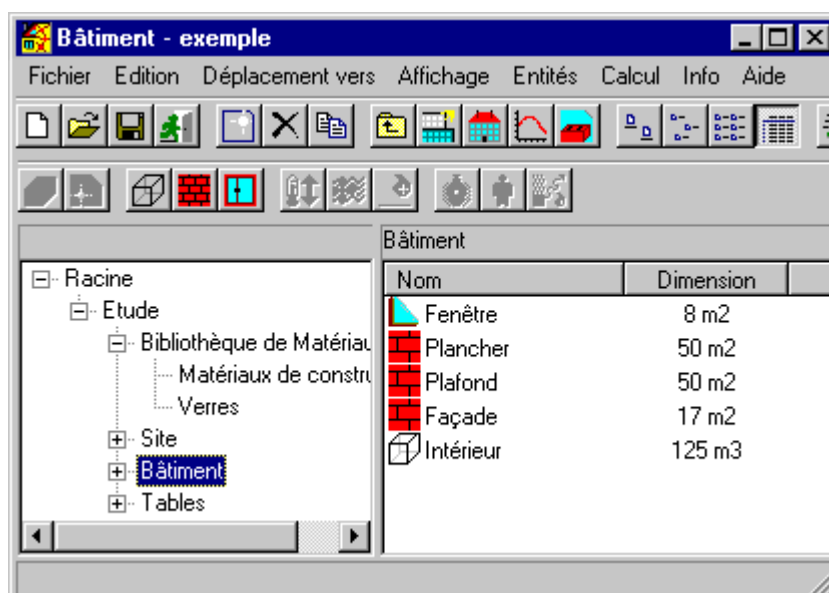 Bâtiment - exemple
Fichier Edition Déplacement vers Affichage Entités Calcul Info Aide
Bâtiment
Racine
Etude
Bibliothèque de Matériau
Matériaux de constru
Verres
Site
Bâtiment
Tables
Nom Dimension
Fenêtre 8 m2
Plancher 50 m2
Plafond 50 m2
Façade 17 m2
Intérieur 125 m3